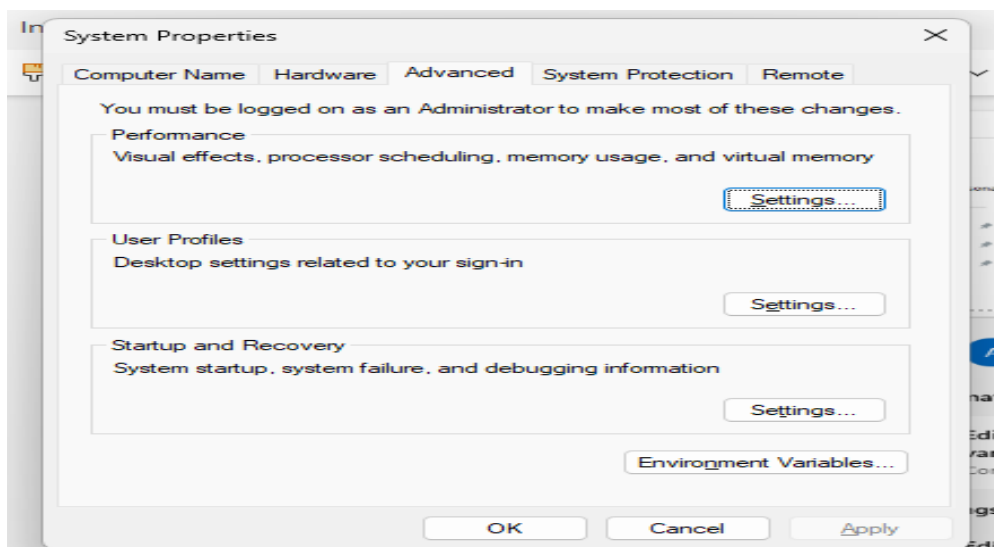 In
System Properties
Computer Name Hardware Advanced System Protection Remote
You must be logged on as an Administrator to make most of these changes.
Performance
Visual effects, processor scheduling, memory usage, and virtual memory
Settings...
User Profiles
Desktop settings related to your sign-in
Settings...
Startup and Recovery
System startup, system failure, and debugging information
Settings...
Environment Variables...
OK Cancel Apply